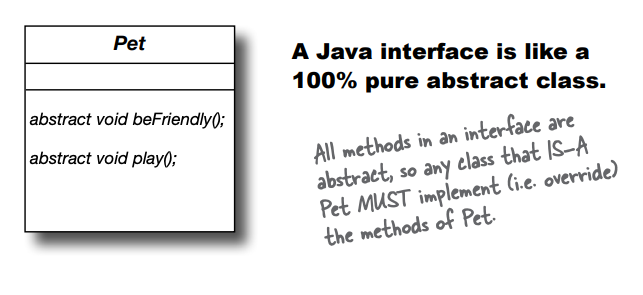 Pet
abstract void beFriendly();
abstract void play();
A Java interface is like a
100% pure abstract class.
All methods in an interface are
abstract, so any class that IS-A
Pet MUST implement (i.e. override)
the methods of Pet.